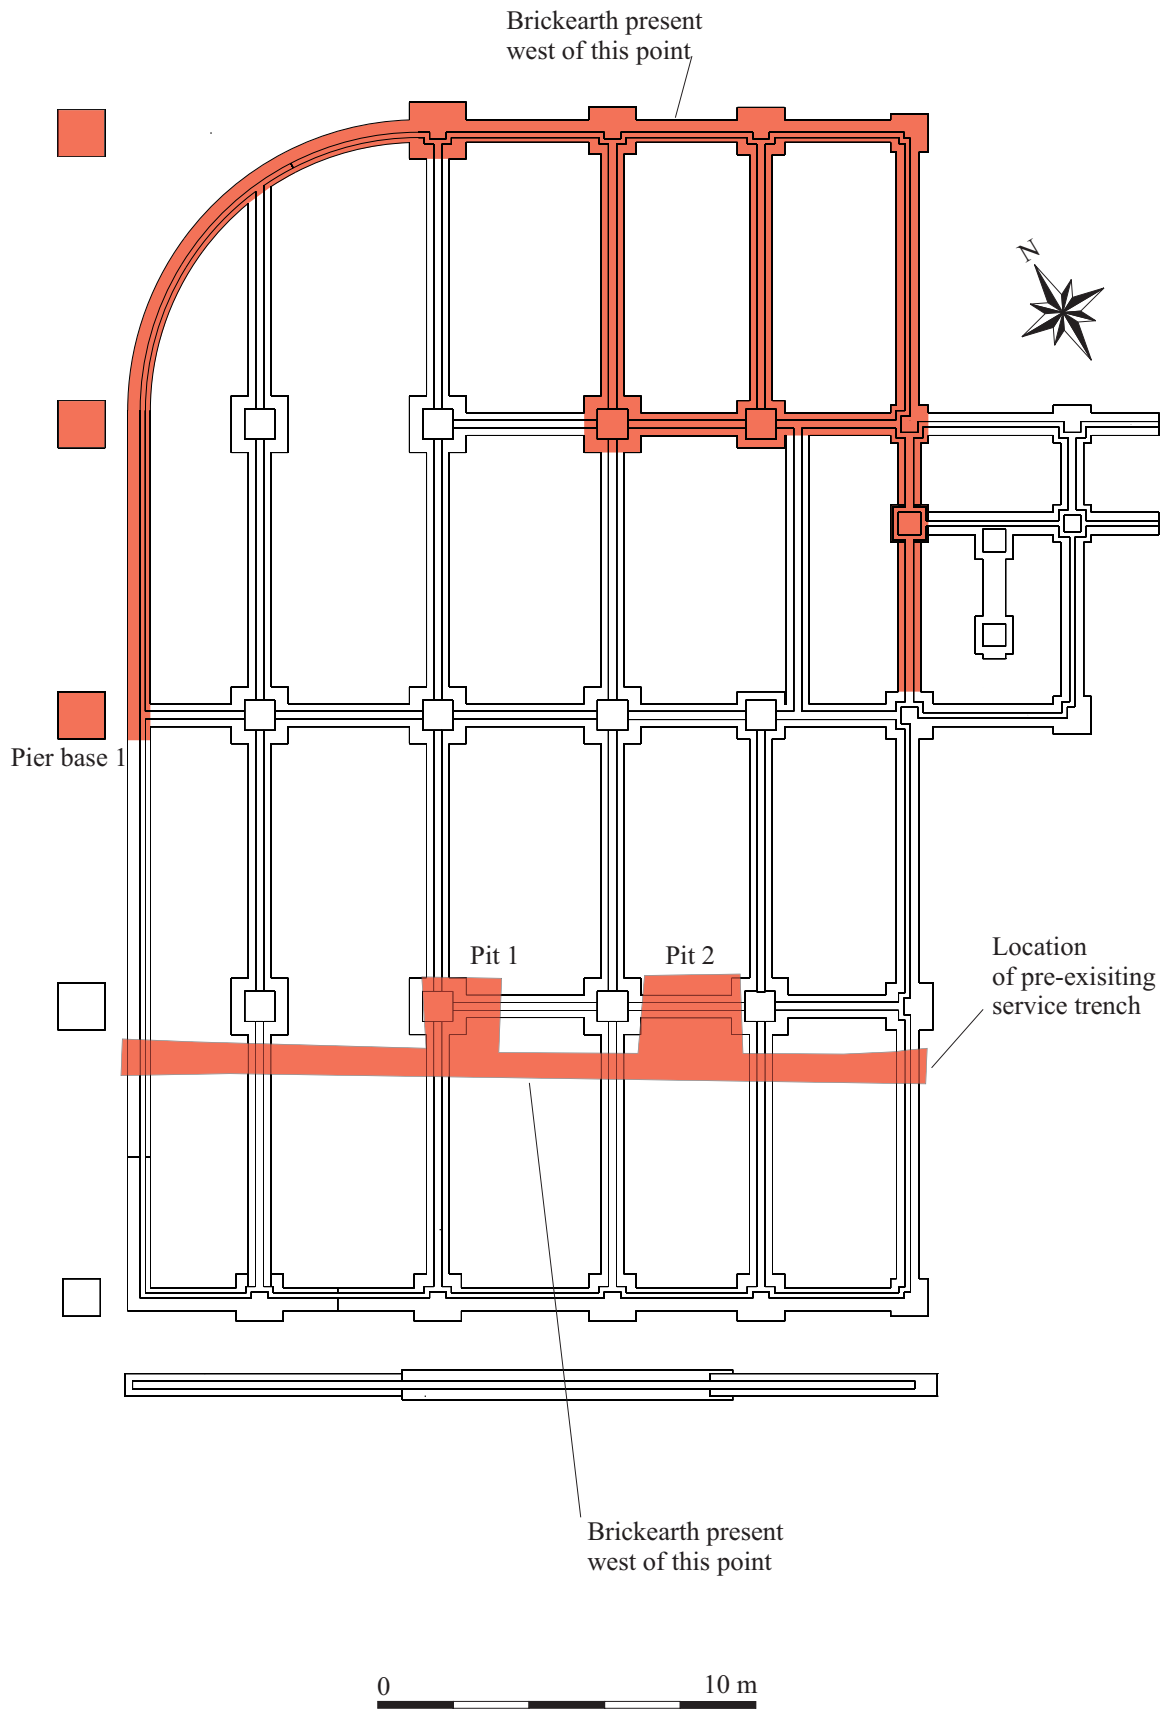 Brickearth present
west of this point
N
Pier base 1
Pit 1
Pit 2
Location
of pre-exisiting
service trench
Brickearth present
west of this point
0
10 m